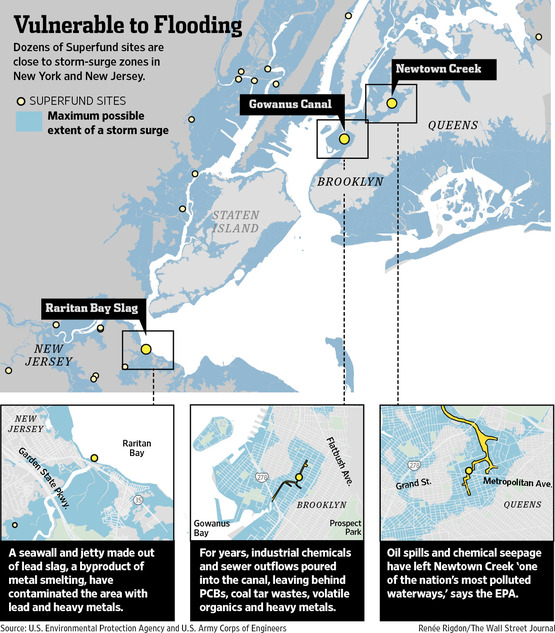 Vulnerable to Flooding
Dozens of Superfund sites are
close to storm-surge zones in
New York and New Jersey.
SUPERFUND SITES
Maximum possible
extent of a storm surge
Newtown Creek
Gowanus Canal
QUEENS
BROOKLYN
STATEN
ISLAND
Raritan Bay Slag
NEW
JERSEY
NEW
JERSEY
Raritan
Bay
Garden State Pkwy.
35
A seawall and jetty made out
of lead slag, a byproduct of
metal smelting, have
contaminated the area with
lead and heavy metals.
278
Flatbush Ave.
BROOKLYN
Gowanus
Bay
Prospect
Park
For years, industrial chemicals
and sewer outflows poured
into the canal, leaving behind
PCBs, coal tar wastes, volatile
organics and heavy metals.
278
Grand St.
Metropolitan Ave.
QUEENS
Oil spills and chemical seepage
have left Newtown Creek ‘one
of the nation’s most polluted
waterways,’ says the EPA.
Source: U.S. Environmental Protection Agency and U.S. Army Corps of Engineers
Renée Rigdon/The Wall Street Journal